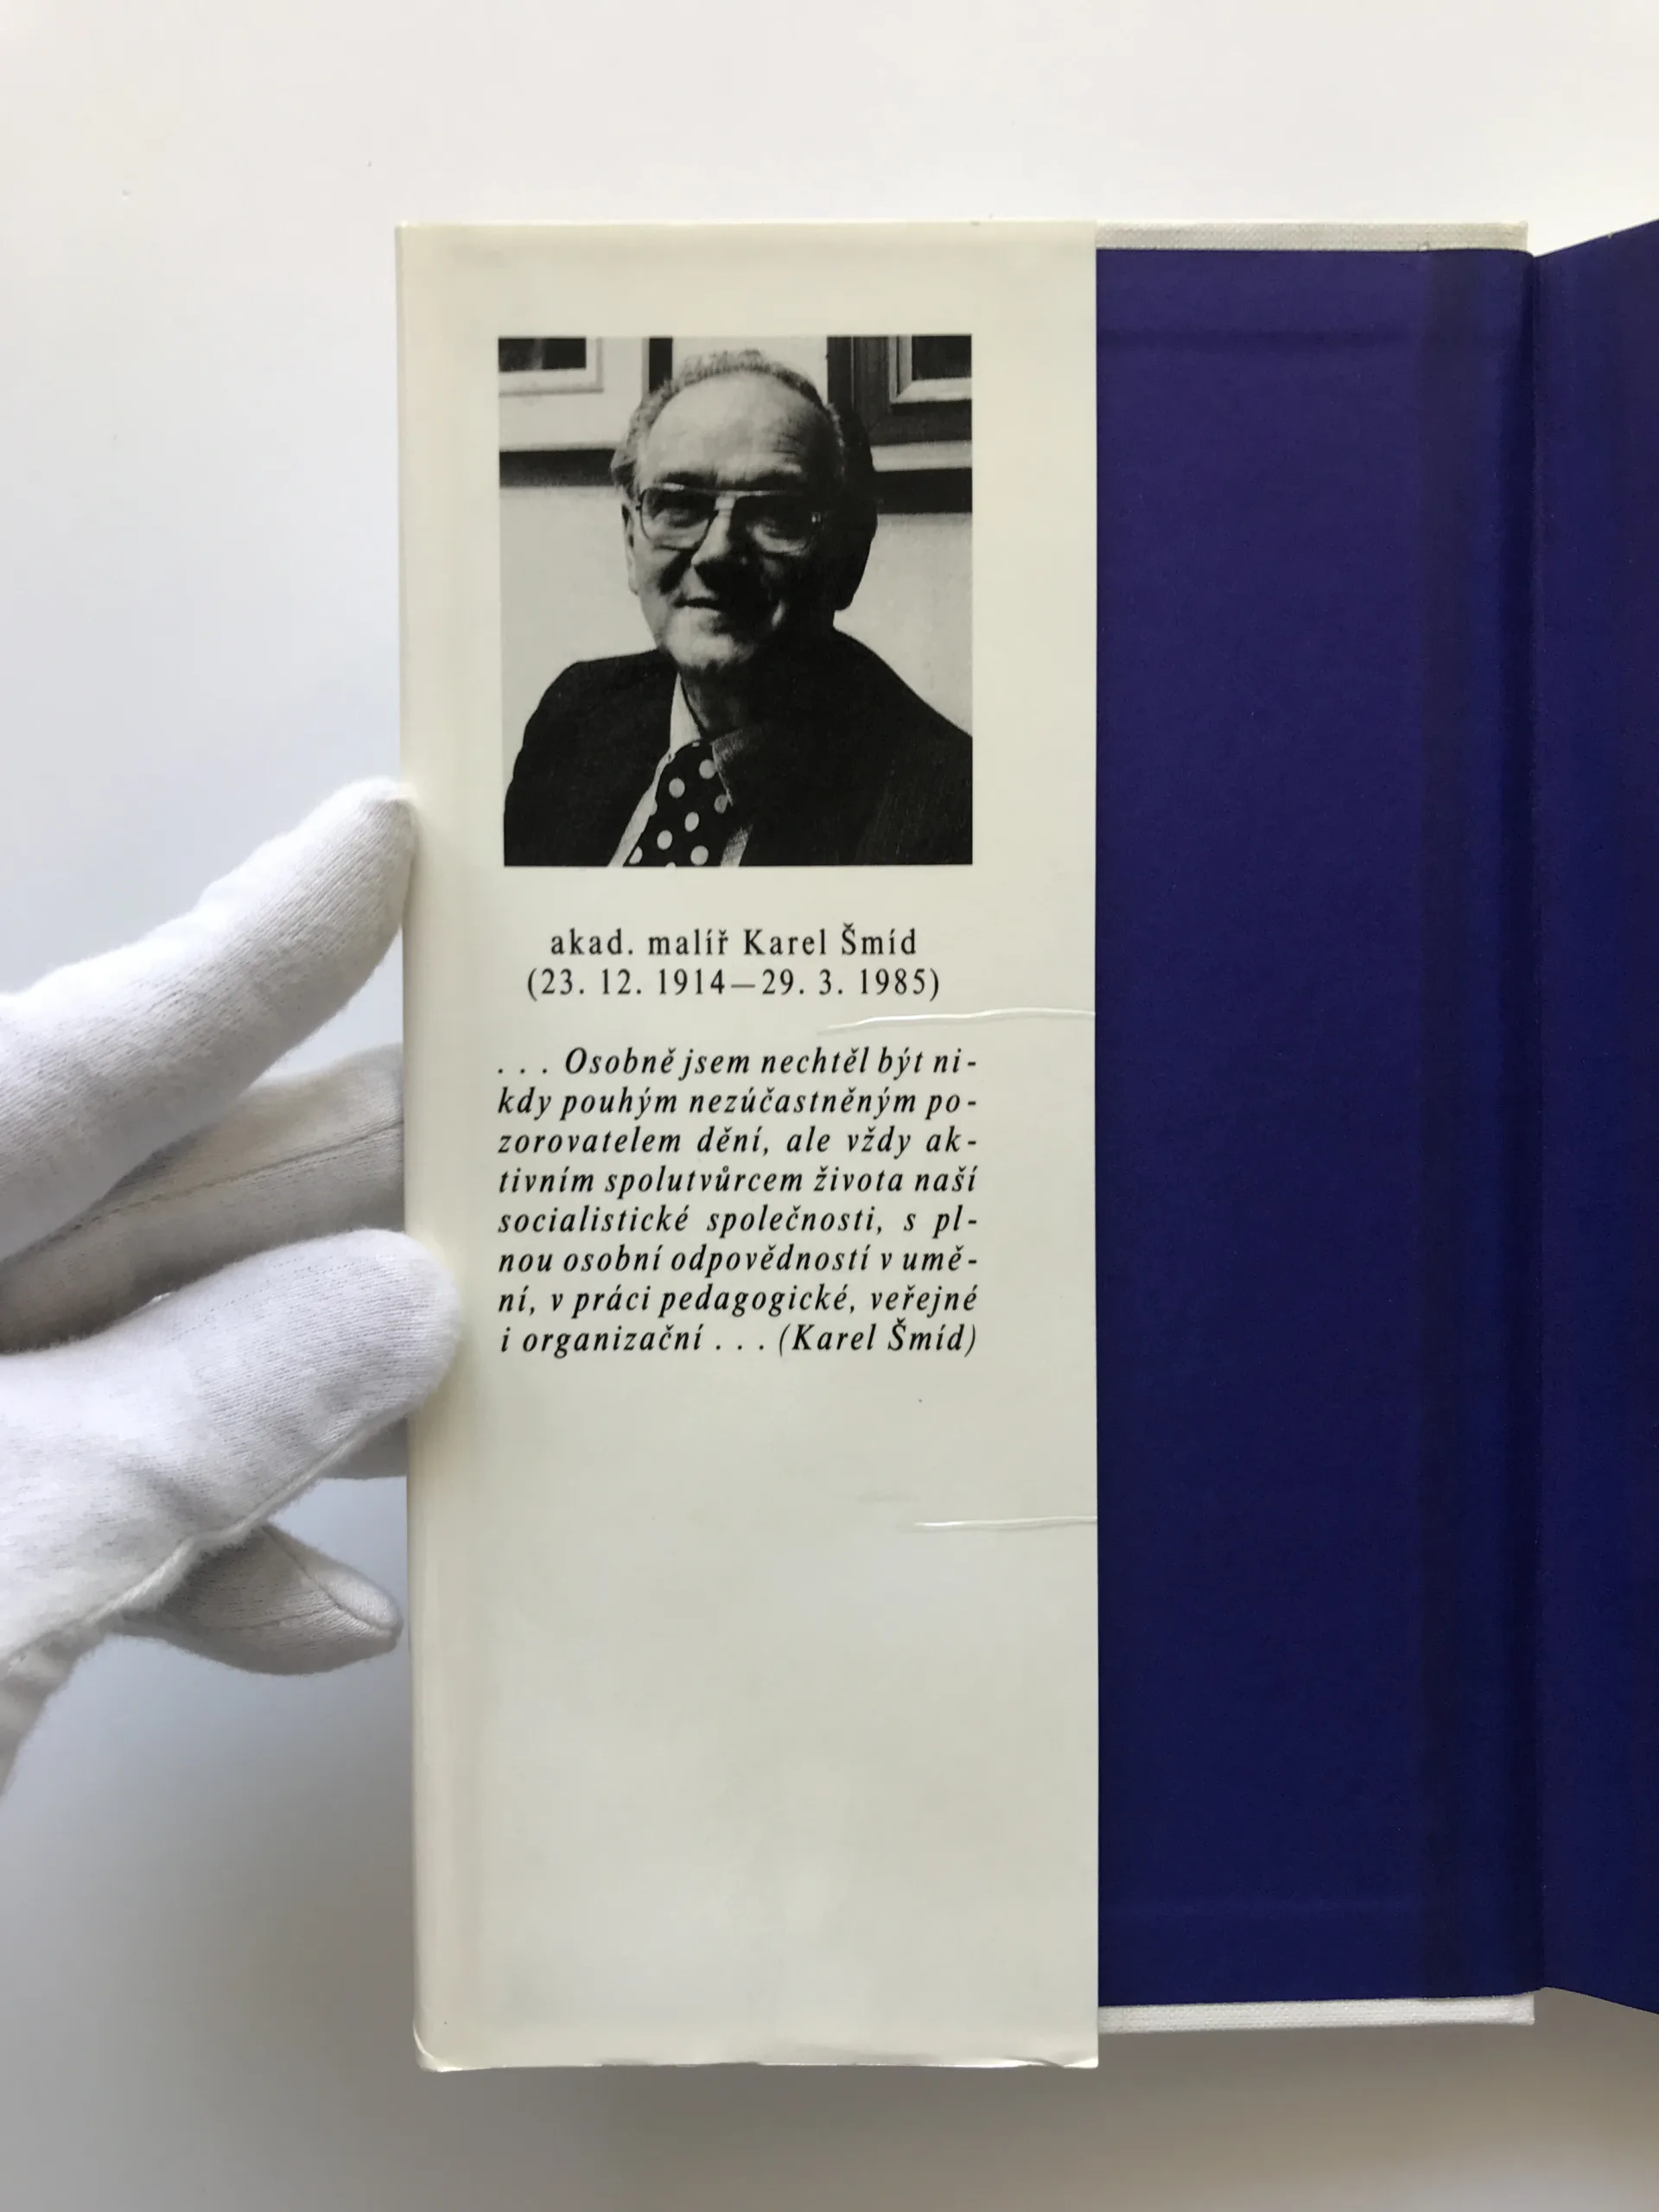 akad. malíř Karel Šmíd
(23. 12. 1914—29. 3. 1985)
. . . Osobně jsem nechtěl být ni-
kdy pouhým nezúčastněným po-
zorovatelem dění, ale vždy ak-
tivním spolutvůrcem života naší
socialistické společnosti, s pl-
nou osobní odpovědností v umě-
ní, v práci pedagogické, veřejné
i organizační . . . (Karel Šmíd)